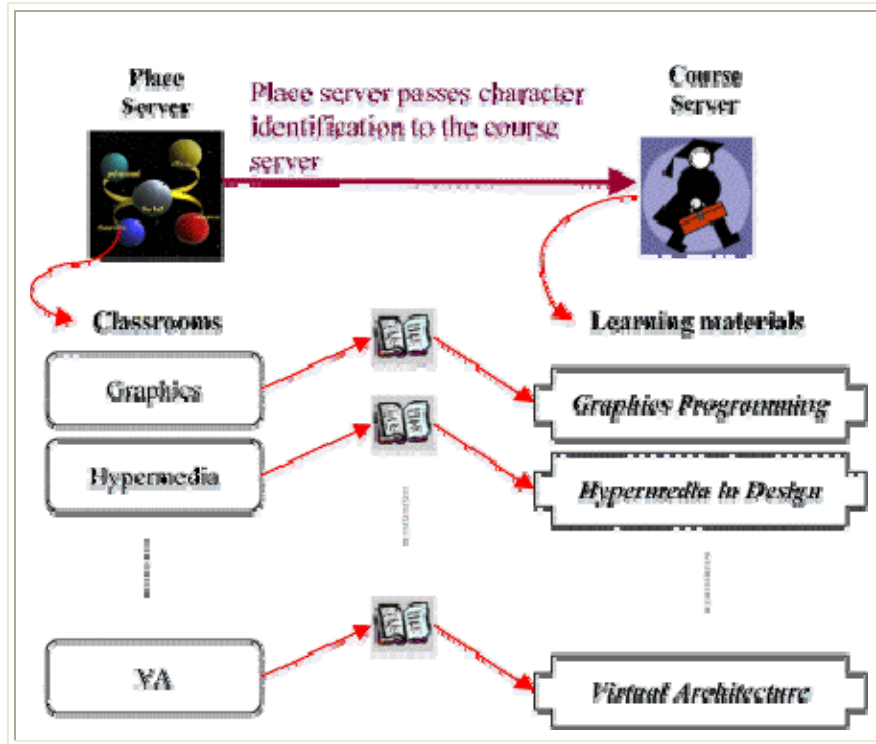 Place
Server
Place server passes character
identification to the course
server
Course
Server
Classrooms
Learning materials
Graphics
Graphics Programming
Hypermedia
Hypermedia in Design
VA
Virtual Architecture